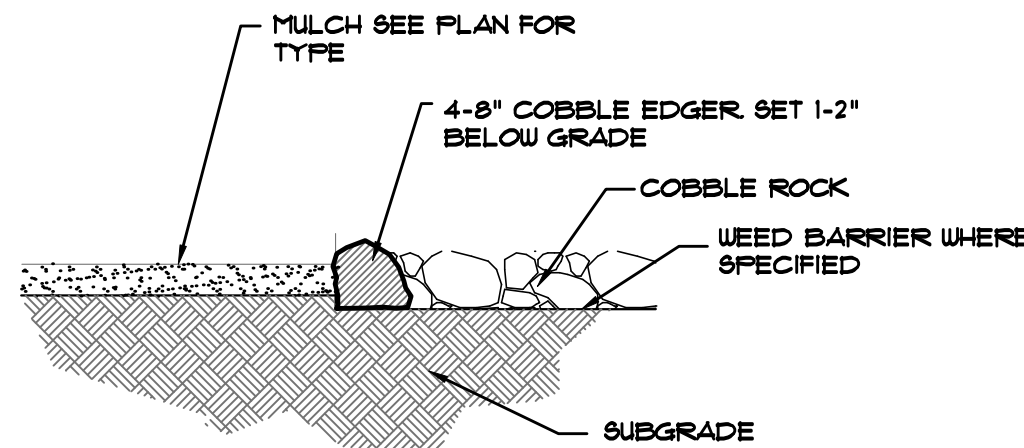 MULCH SEE PLAN FOR
TYPE
4-8" COBBLE EDGER. SET 1-2"
BELOW GRADE
COBBLE ROCK
WEED BARRIER WHERE
SPECIFIED
SUBGRADE